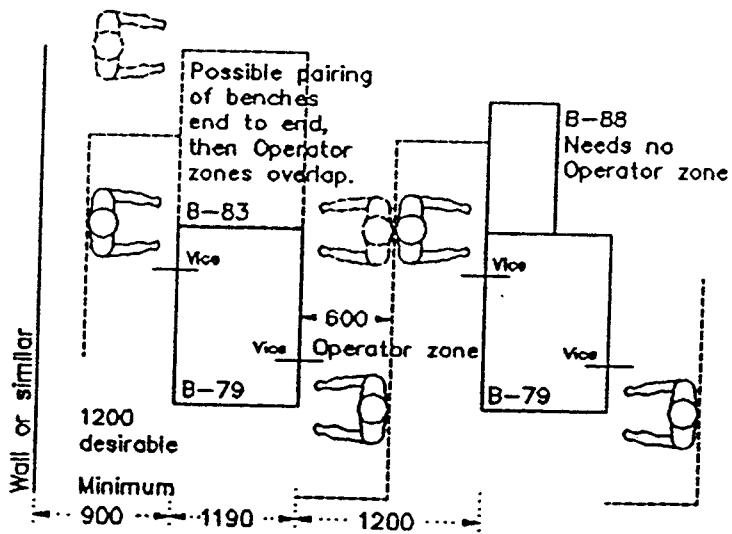 Possible pairing
of benches
end to end,
then Operator
zones overlap.
B-83
B-88
Needs no
Operator zone
Vice
Vice
600
Operator zone
Vice
Vice
B-79
B-79
Wall or similar
1200
desirable
Minimum
900
1190
1200